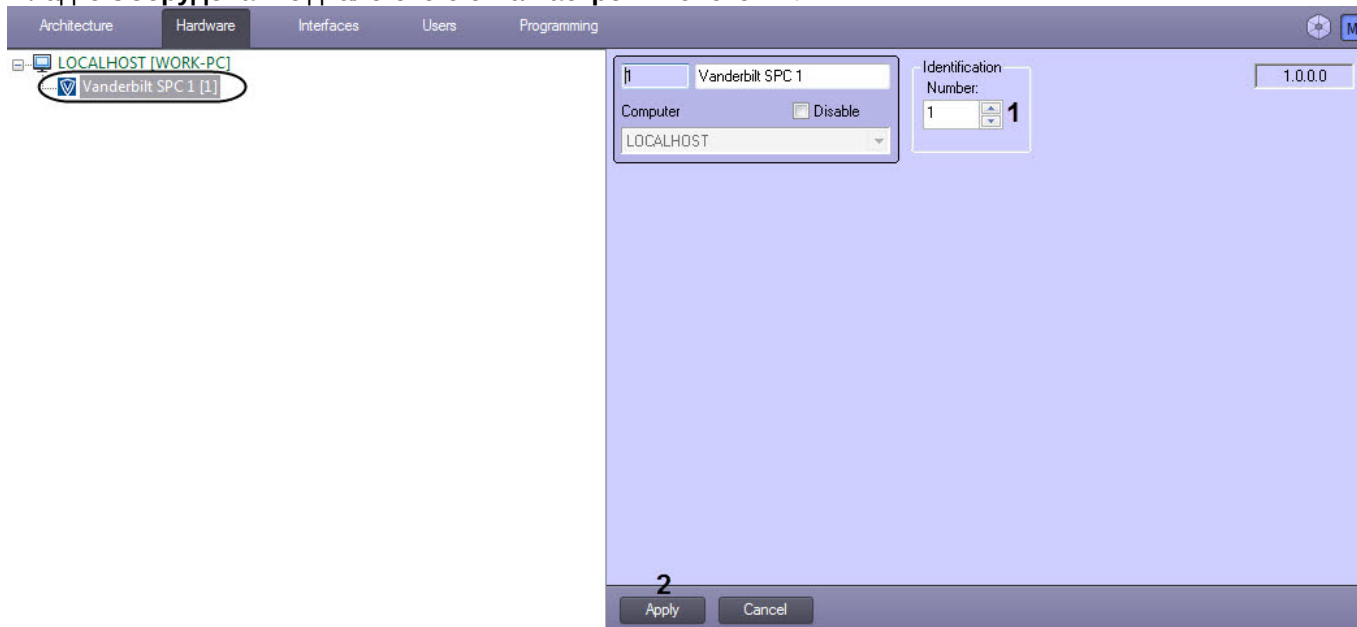 Architecture Hardware Interfaces Users Programming M
LOCALHOST [WORK-PC]
Vanderbilt SPC 1 [1]
1 Vanderbilt SPC 1
Computer Disable
LOCALHOST
Identification
Number:
1 1
1.0.0.0
2
Apply Cancel